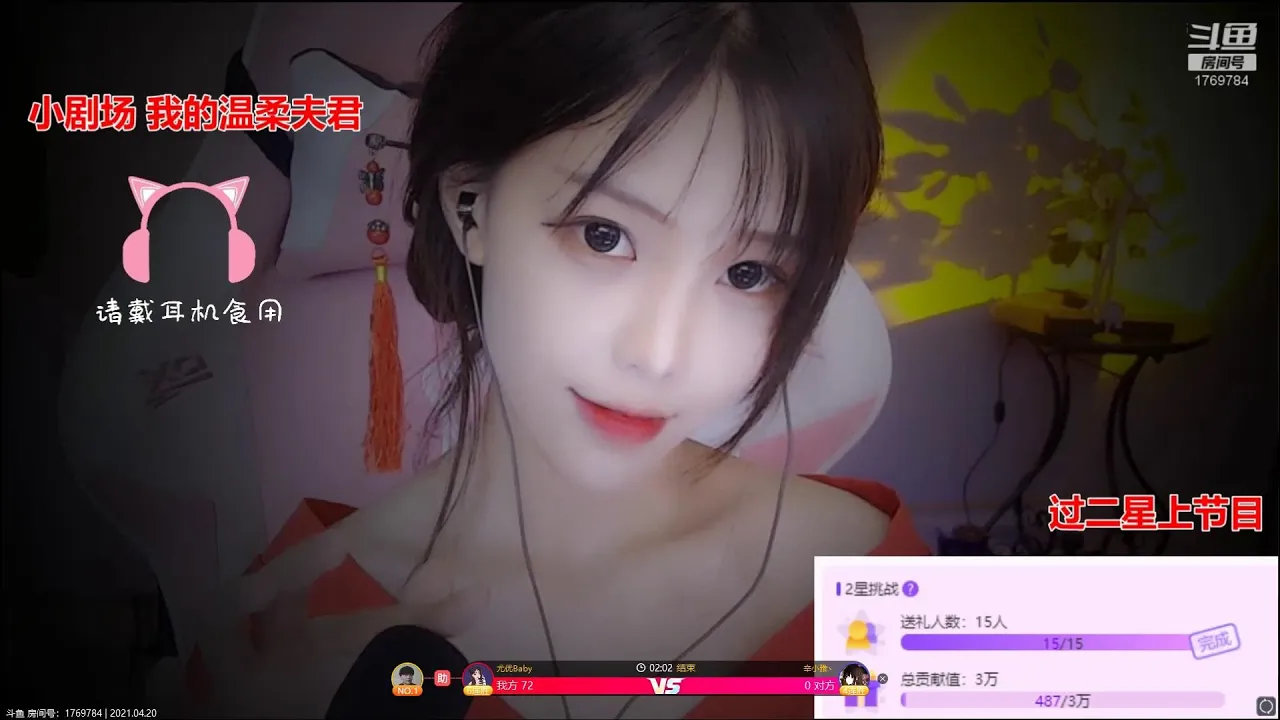 斗鱼
房间号
1769784
小剧场 我的温柔夫君
请戴耳机食用
过二星上节目
2星挑战?
送礼人数：15人
15/15
完成
总贡献值：3万
487/3万
尤优Baby
02:02 结束
NO.1
助
我方 72
VS
0 对方
斗鱼 房间号：1769784 | 2021.04.20